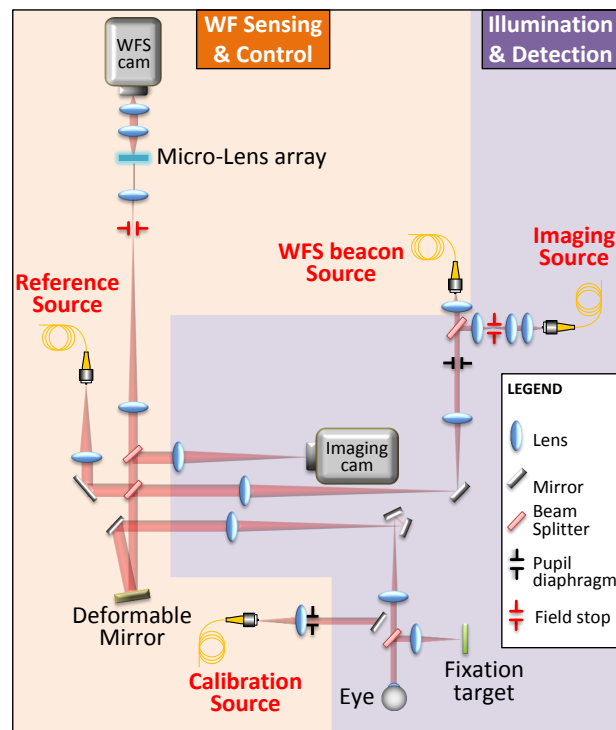 WF Sensing
& Control
Illumination
& Detection
WFS
cam
Micro-Lens array
WFS beacon
Source
Imaging
Source
Reference
Source
Imaging
cam
LEGEND
Lens
Mirror
Beam
Splitter
Pupil
diaphragm
Field stop
Deformable
Mirror
Calibration
Source
Eye
Fixation
target